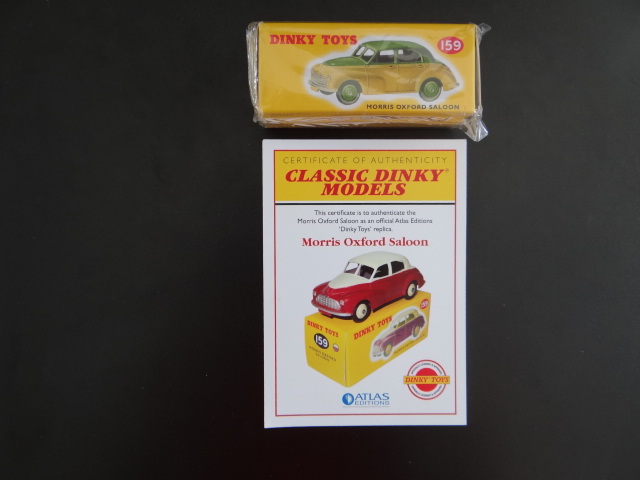 DINKY TOYS
159
MORRIS OXFORD SALOON
CERTIFICATE OF AUTHENTICITY
CLASSIC DINKY®
MODELS
This certificate is to authenticate the
Morris Oxford Saloon as an official Atlas Editions
'Dinky Toys' replica.
Morris Oxford Saloon
DINKY TOYS
159
DINKY TOYS
159
DINKY TOYS
ATLAS
EDITIONS